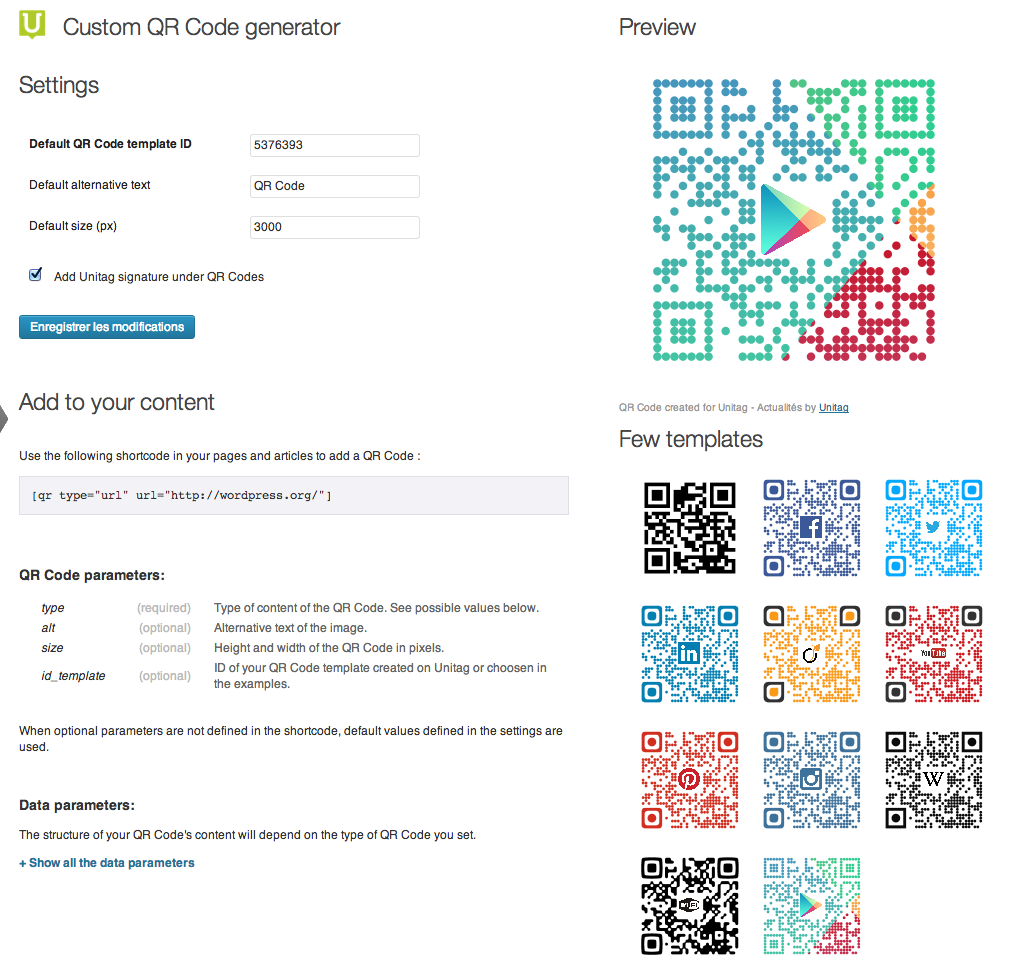 Custom QR Code generator
Settings
Default QR Code template ID 5376393
Default alternative text QR Code
Default size (px) 3000
Add Unitag signature under QR Codes
Enregistrer les modifications
Add to your content
Use the following shortcode in your pages and articles to add a QR Code :
[qr type="url" url="http://wordpress.org/"]
QR Code parameters:
type (required) Type of content of the QR Code. See possible values below.
alt (optional) Alternative text of the image.
size (optional) Height and width of the QR Code in pixels.
id_template (optional) ID of your QR Code template created on Unitag or choosen in
the examples.
When optional parameters are not defined in the shortcode, default values defined in the settings are
used.
Data parameters:
The structure of your QR Code's content will depend on the type of QR Code you set.
+ Show all the data parameters
Preview
QR Code created for Unitag - Actualités by Unitag
Few templates
f
in
YouTube
W
WiFi